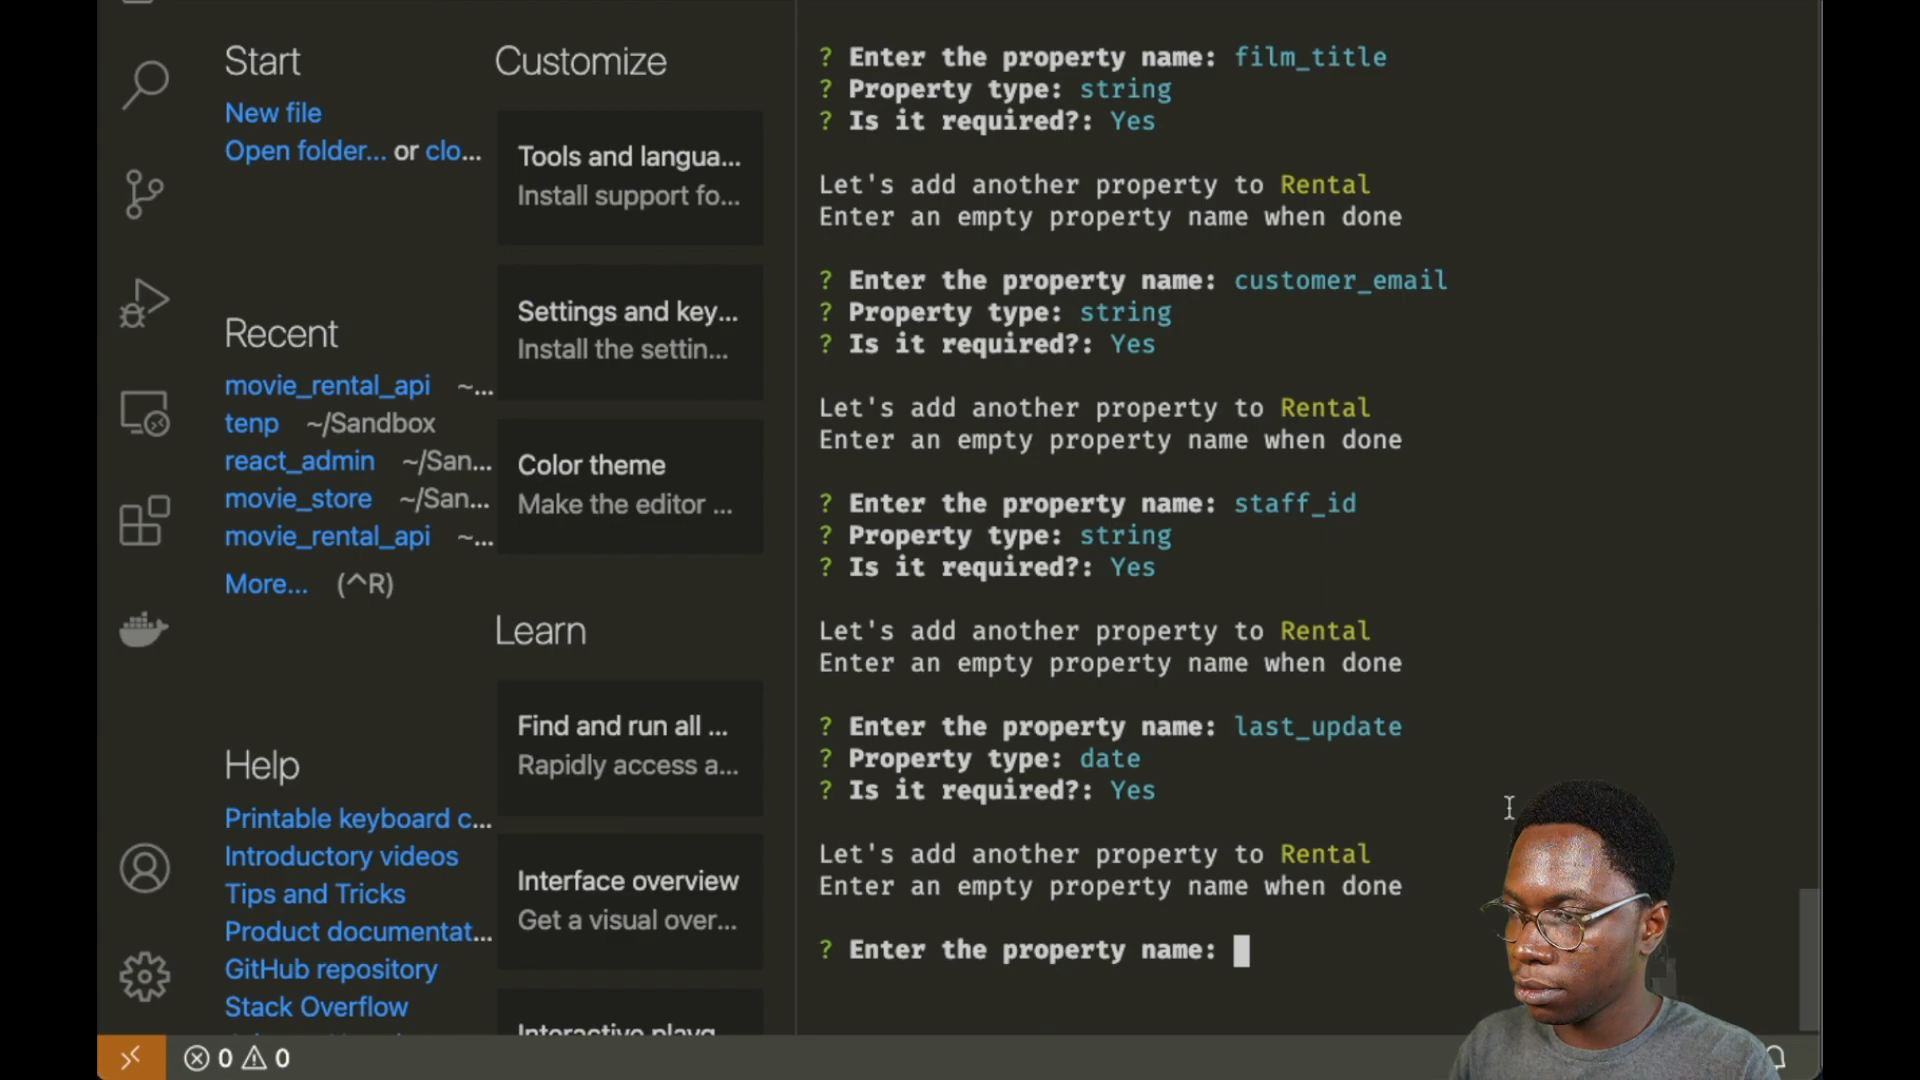 Start
New file
Open folder... or clo...
Recent
movie_rental_api ~...
tenp ~/Sandbox
react_admin ~/San...
movie_store ~/San...
movie_rental_api ~...
More... (^R)
Help
Printable keyboard c...
Introductory videos
Tips and Tricks
Product documentat...
GitHub repository
Stack Overflow
Customize
Tools and langua...
Install support fo...
Settings and key...
Install the settin...
Color theme
Make the editor ...
Learn
Find and run all ...
Rapidly access a...
Interface overview
Get a visual over...
Interactive playg
? Enter the property name: film_title
? Property type: string
? Is it required?: Yes
Let's add another property to Rental
Enter an empty property name when done
? Enter the property name: customer_email
? Property type: string
? Is it required?: Yes
Let's add another property to Rental
Enter an empty property name when done
? Enter the property name: staff_id
? Property type: string
? Is it required?: Yes
Let's add another property to Rental
Enter an empty property name when done
? Enter the property name: last_update
? Property type: date
? Is it required?: Yes
Let's add another property to Rental
Enter an empty property name when done
? Enter the property name:
0 0